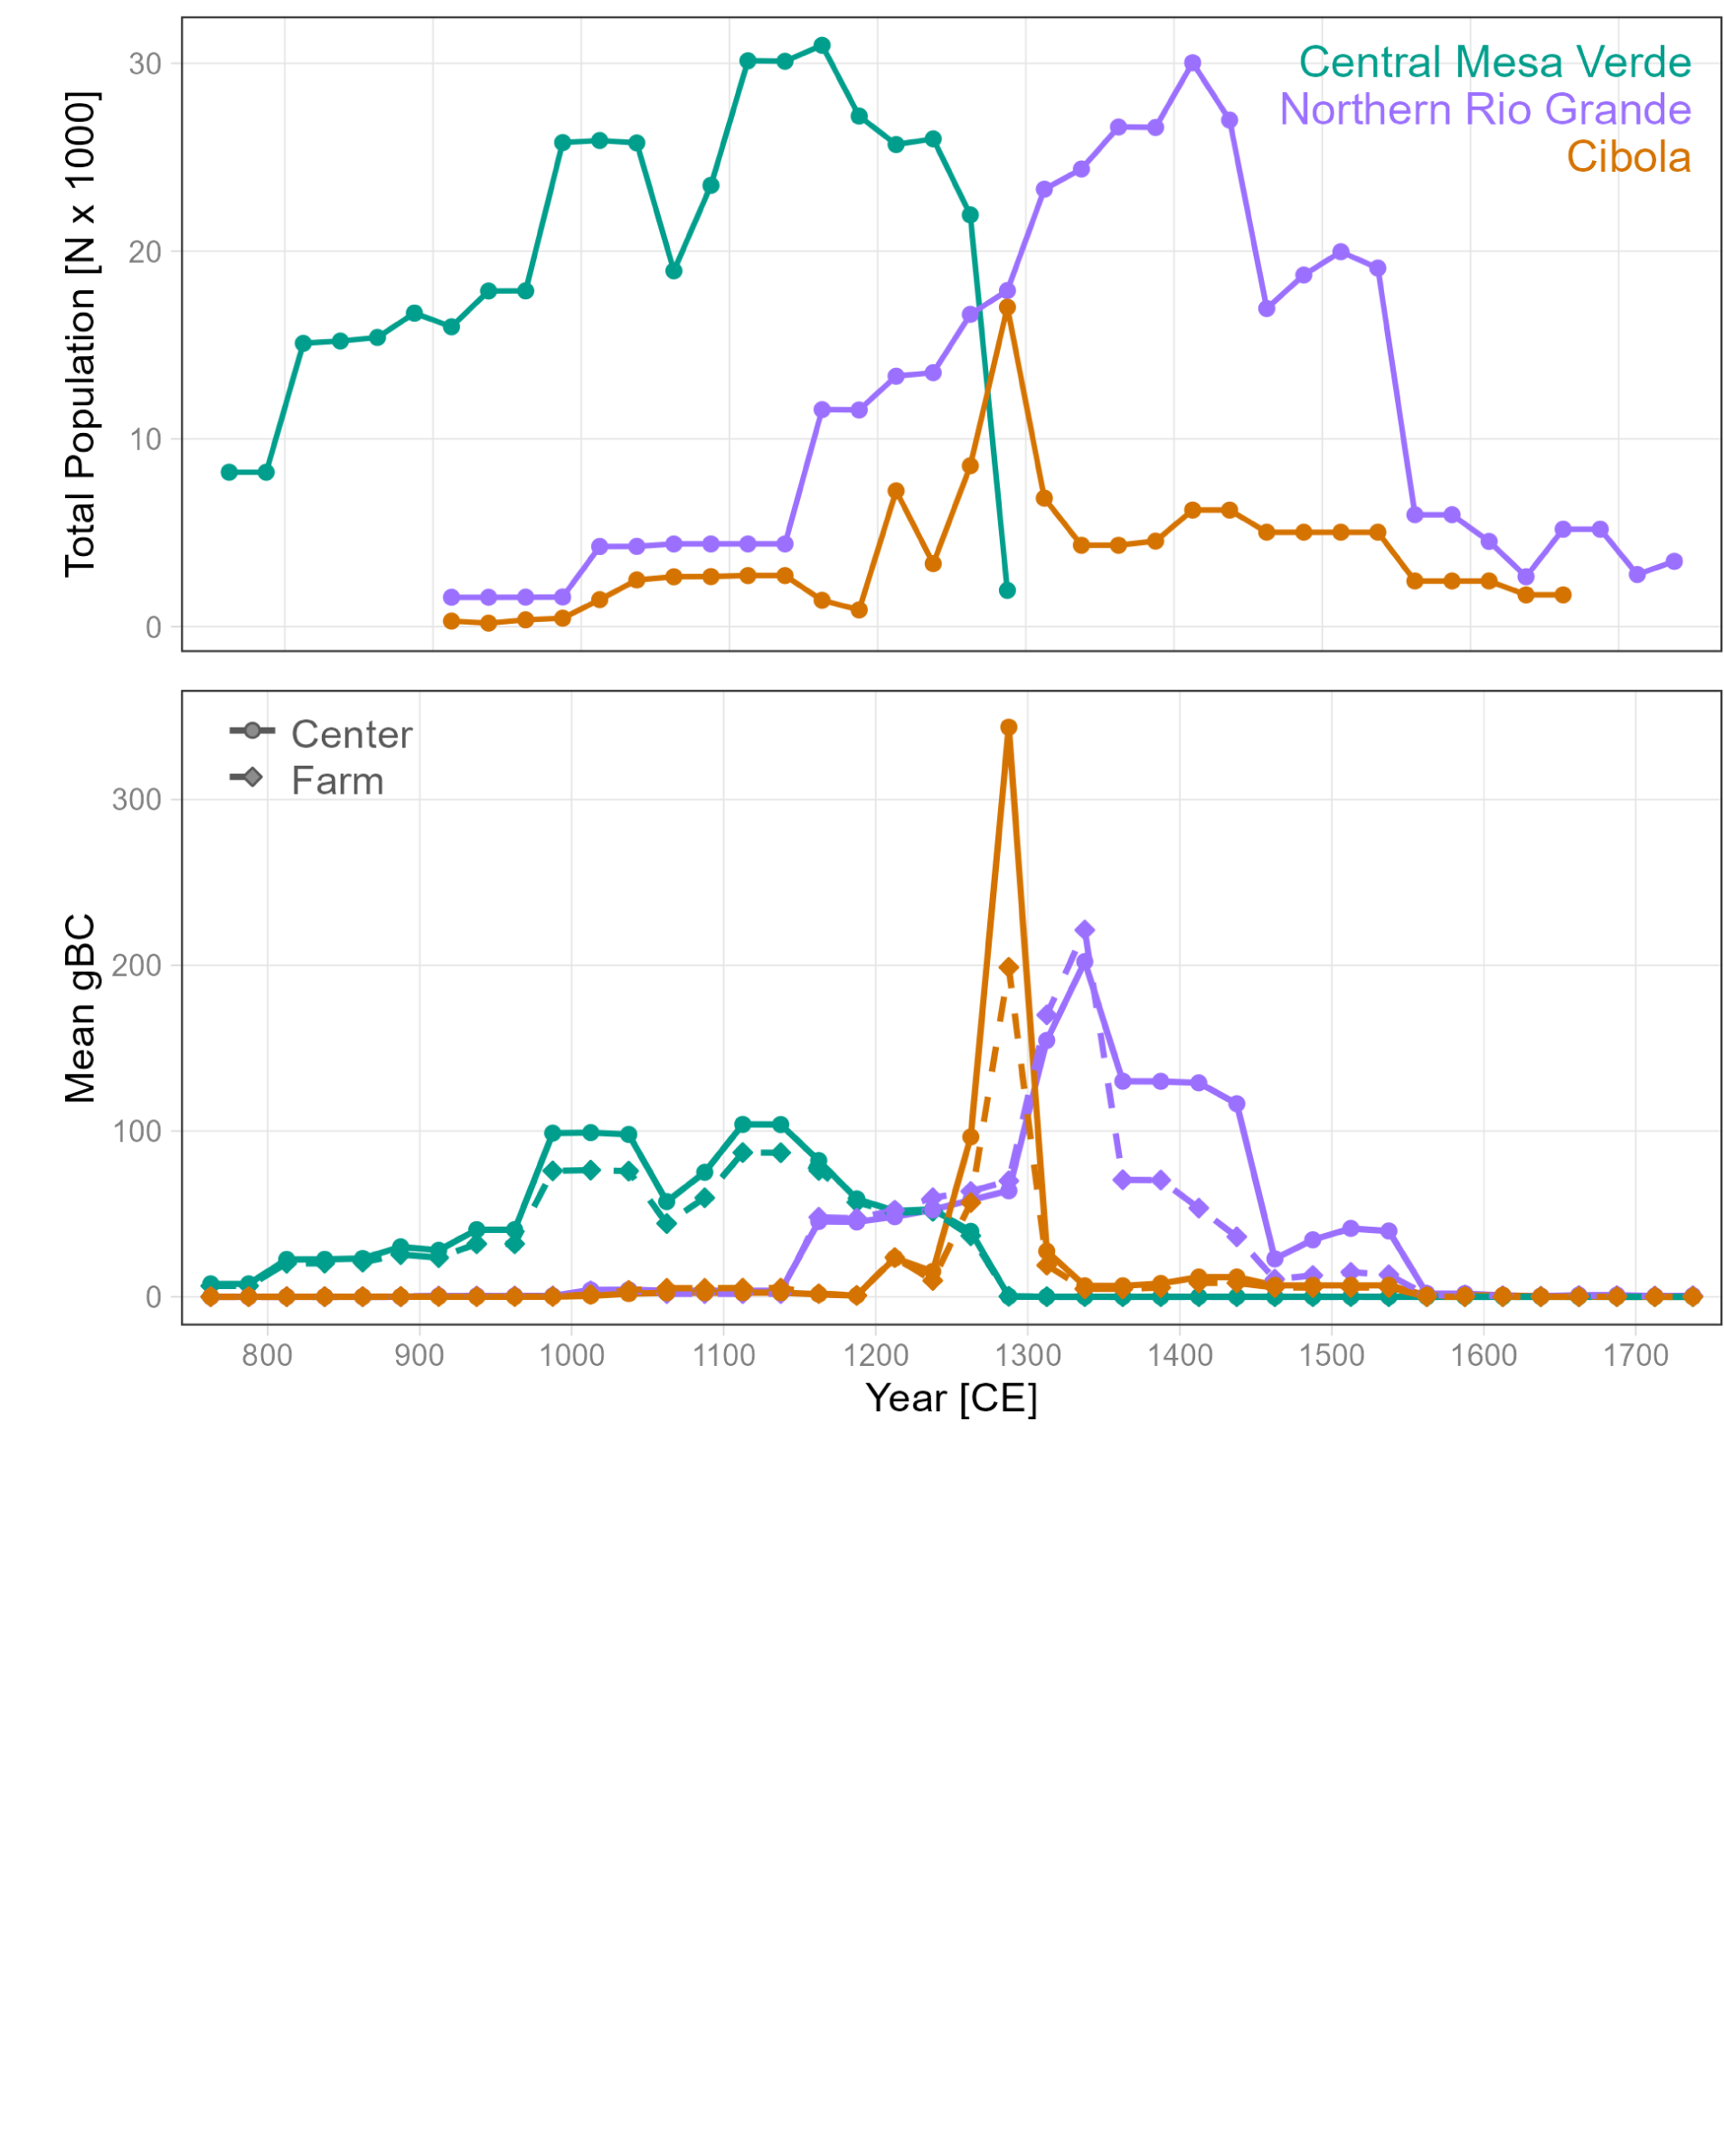 Total Population [N x 1000]
30
20
10
0
Central Mesa Verde
Northern Rio Grande
Cibola
Mean gBC
300
200
100
0
Center
Farm
800 900 1000 1100 1200 1300 1400 1500 1600 1700
Year [CE]